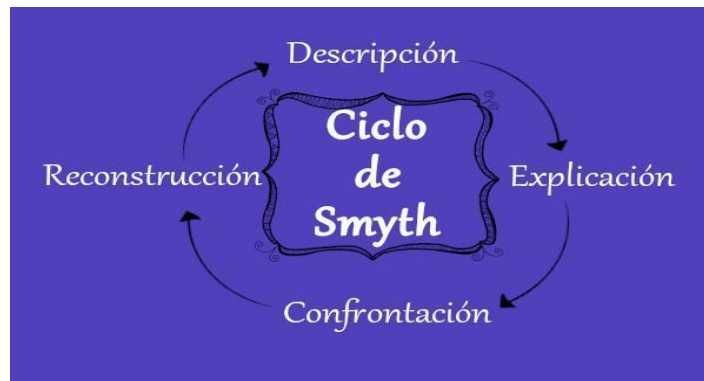 Descripción
Ciclo
de
Smyth
Reconstrucción
Explicación
Confrontación